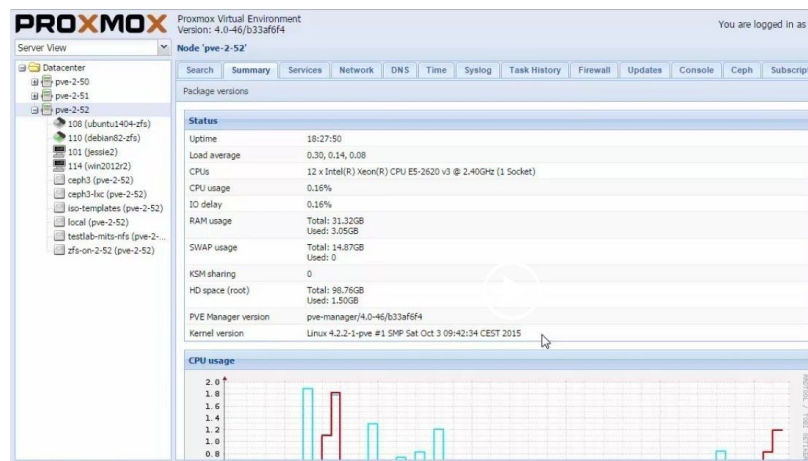 PROXMOX
Proxmox Virtual Environment
Version: 4.0-46/b33af6f4
You are logged in as
Server View
Node 'pve-2-52'
Datacenter
pve-2-50
pve-2-51
pve-2-52
108 (ubuntu1404-zfs)
110 (debian82-zfs)
101 (jessie2)
114 (win2012r2)
ceph3 (pve-2-52)
ceph3-lxc (pve-2-52)
iso-templates (pve-2-52)
local (pve-2-52)
testlab-mits-nfs (pve-2-...
zfs-on-2-52 (pve-2-52)
Search Summary Services Network DNS Time Syslog Task History Firewall Updates Console Ceph Subscrip
Package versions
Status
Uptime 18:27:50
Load average 0.30, 0.14, 0.08
CPUs 12 x Intel(R) Xeon(R) CPU E5-2620 v3 @ 2.40GHz (1 Socket)
CPU usage 0.16%
IO delay 0.16%
RAM usage Total: 31.32GB
Used: 3.05GB
SWAP usage Total: 14.87GB
Used: 0
KSM sharing 0
HD space (root) Total: 98.76GB
Used: 1.50GB
PVE Manager version pve-manager/4.0-46/b33af6f4
Kernel version Linux 4.2.2-1-pve #1 SMP Sat Oct 3 09:42:34 CEST 2015
CPU usage
2.0
1.8
1.6
1.4
1.2
1.0
0.8